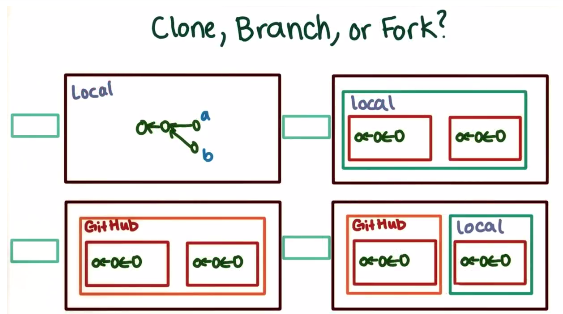 Clone, Branch, or Fork?
Local
a
b
local
GitHub
GitHub
local